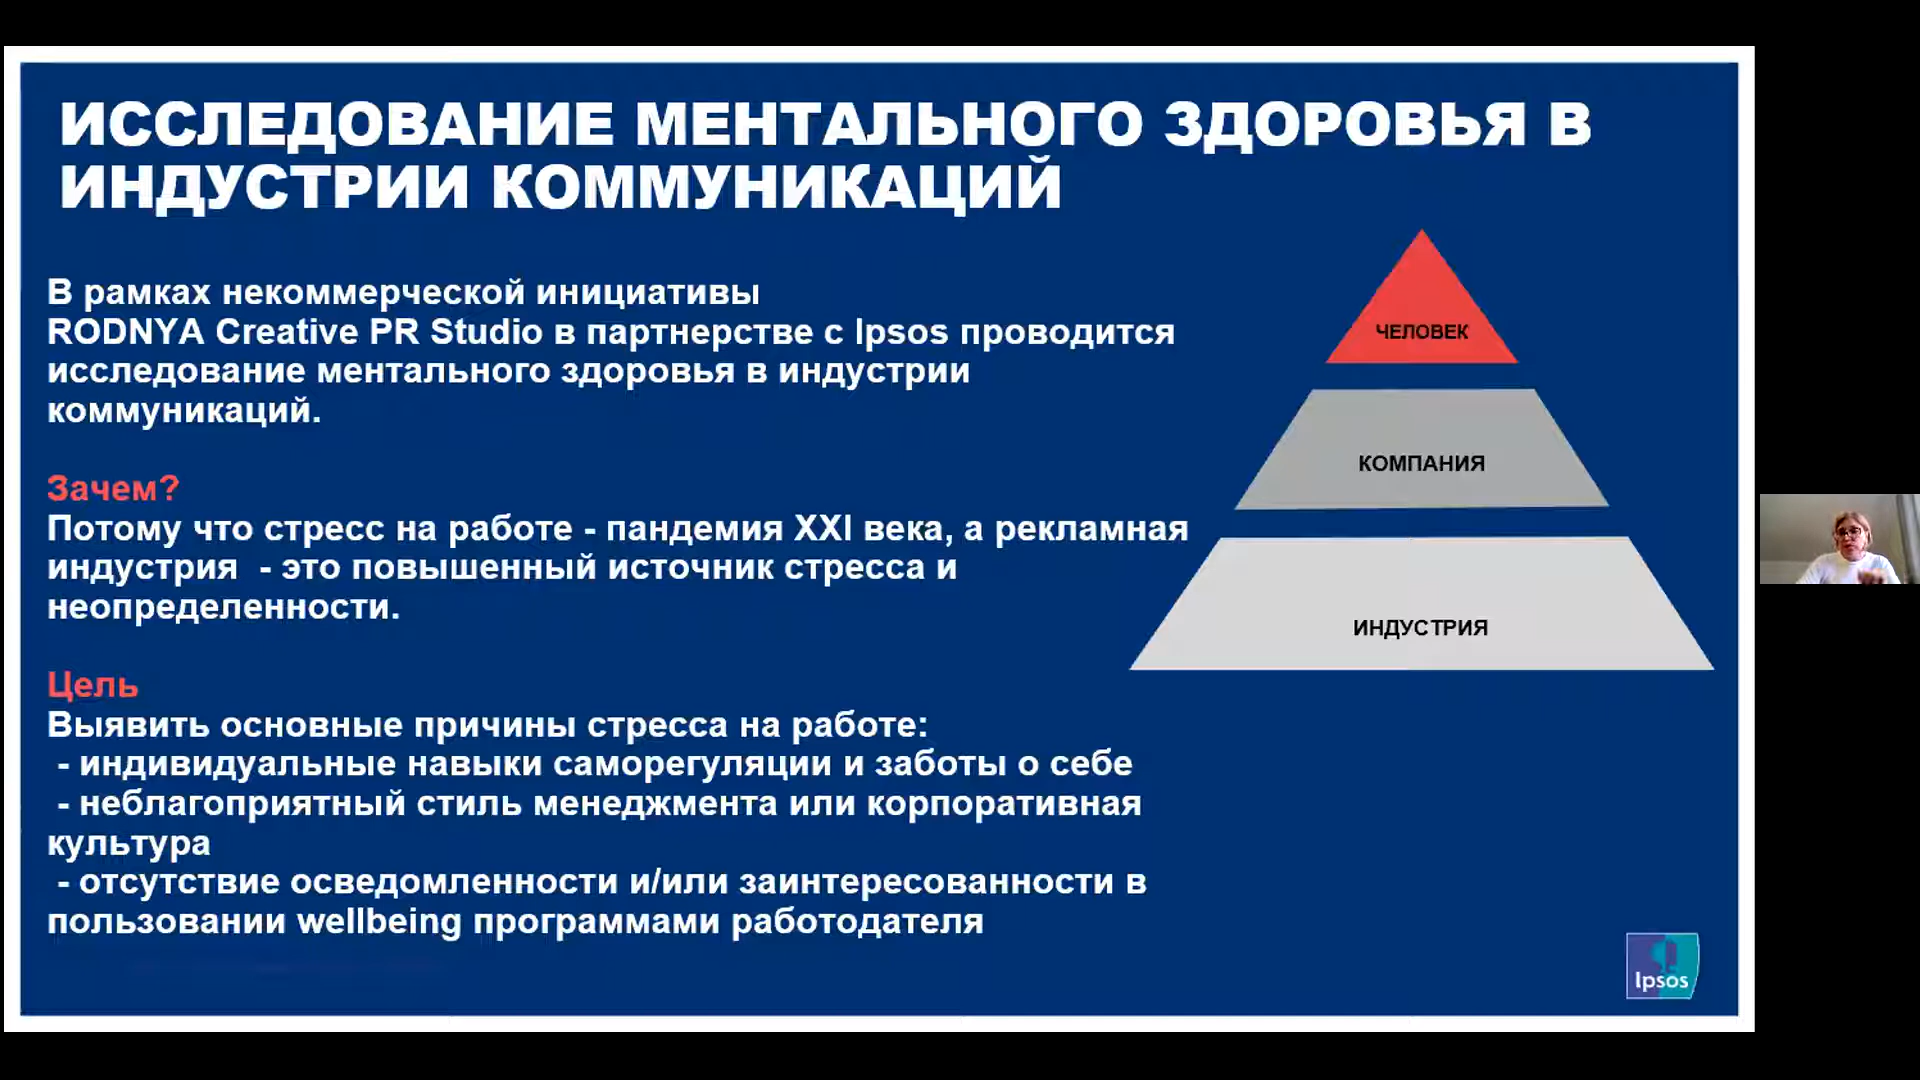 ИССЛЕДОВАНИЕ МЕНТАЛЬНОГО ЗДОРОВЬЯ В
ИНДУСТРИИ КОММУНИКАЦИЙ
В рамках некоммерческой инициативы
RODNYA Creative PR Studio в партнерстве с Ipsos проводится
исследование ментального здоровья в индустрии
коммуникаций.
Зачем?
Потому что стресс на работе - пандемия XXI века, а рекламная
индустрия  - это повышенный источник стресса и
неопределенности.
Цель
Выявить основные причины стресса на работе:
- индивидуальные навыки саморегуляции и заботы о себе
- неблагоприятный стиль менеджмента или корпоративная
культура
- отсутствие осведомленности и/или заинтересованности в
пользовании wellbeing программами работодателя
ЧЕЛОВЕК
КОМПАНИЯ
ИНДУСТРИЯ
Ipsos